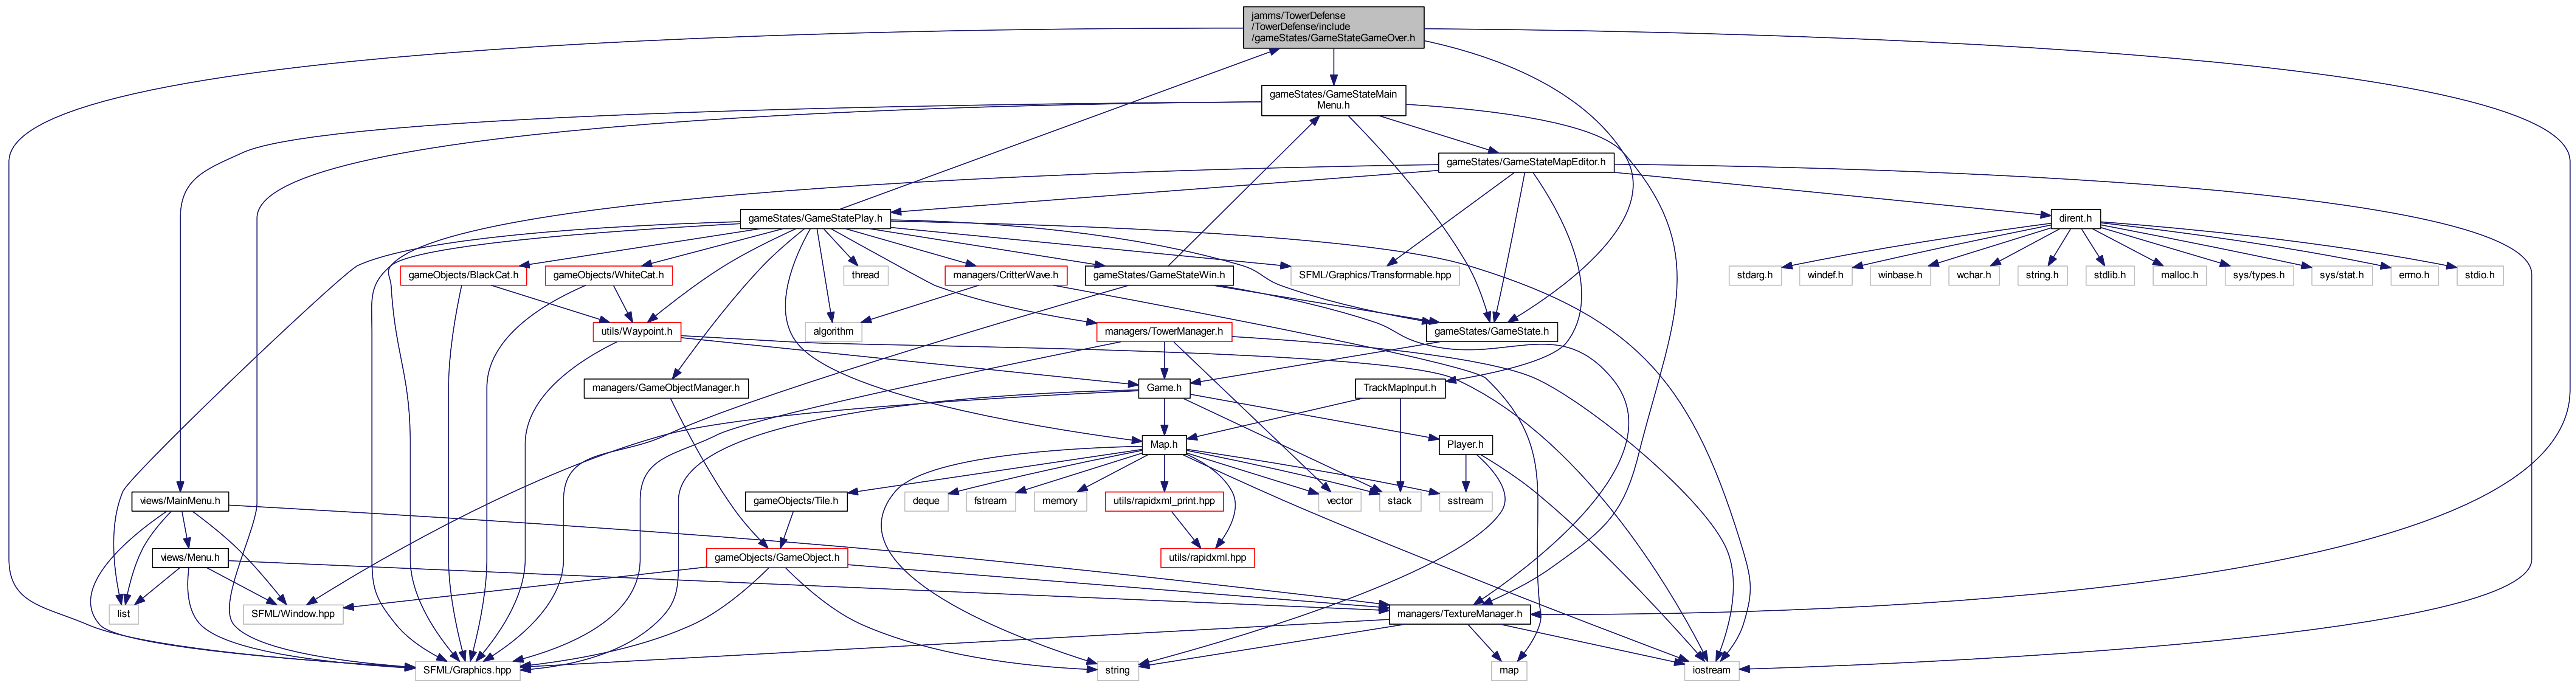 jamms/TowerDefense
/TowerDefense/include
/gameStates/GameStateGameOver.h
gameStates/GameStateMain
Menu.h
gameStates/GameStateMapEditor.h
gameStates/GameStatePlay.h
dirent.h
gameObjects/BlackCat.h
gameObjects/WhiteCat.h
thread
managers/CritterWave.h
gameStates/GameStateWin.h
SFML/Graphics/Transformable.hpp
stdarg.h
windef.h
winbase.h
wchar.h
string.h
stdlib.h
malloc.h
sys/types.h
sys/stat.h
errno.h
stdio.h
utils/Waypoint.h
algorithm
managers/TowerManager.h
gameStates/GameState.h
managers/GameObjectManager.h
Game.h
TrackMapInput.h
Map.h
Player.h
views/MainMenu.h
gameObjects/Tile.h
deque
fstream
memory
utils/rapidxml_print.hpp
vector
stack
sstream
views/Menu.h
gameObjects/GameObject.h
utils/rapidxml.hpp
list
SFML/Window.hpp
managers/TextureManager.h
SFML/Graphics.hpp
string
map
iostream